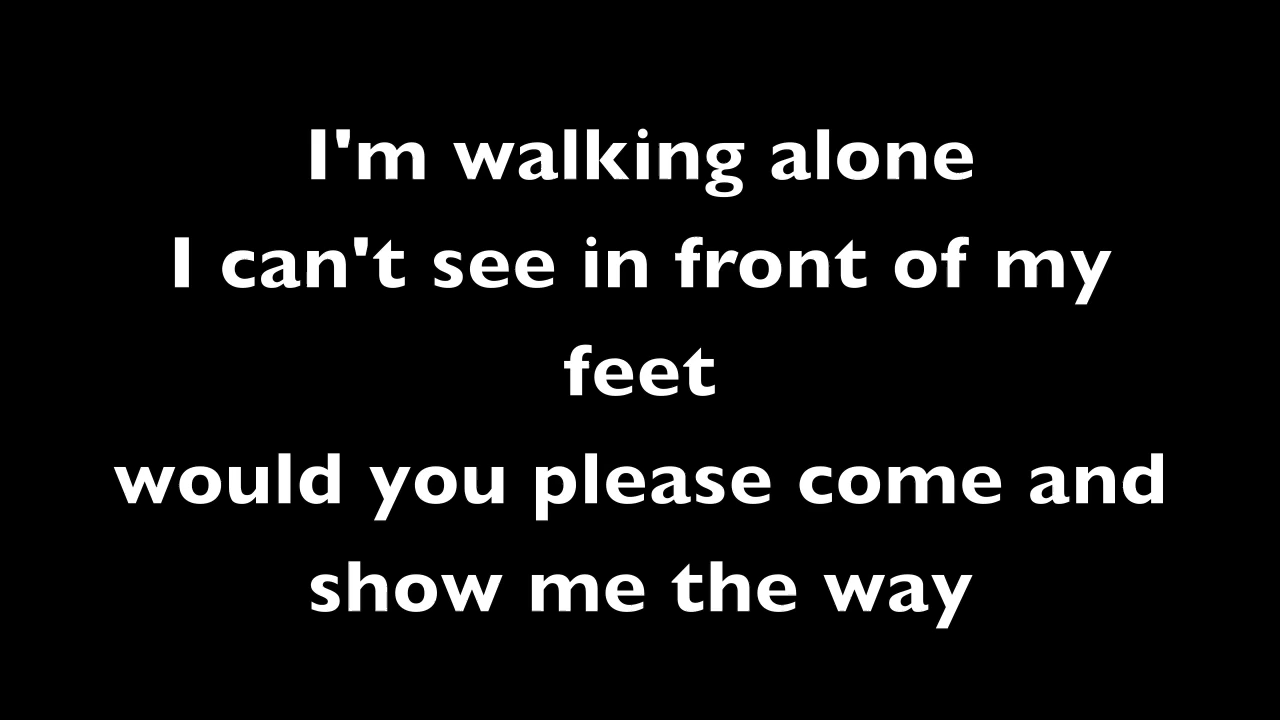 I'm walking alone
I can't see in front of my
feet
would you please come and
show me the way